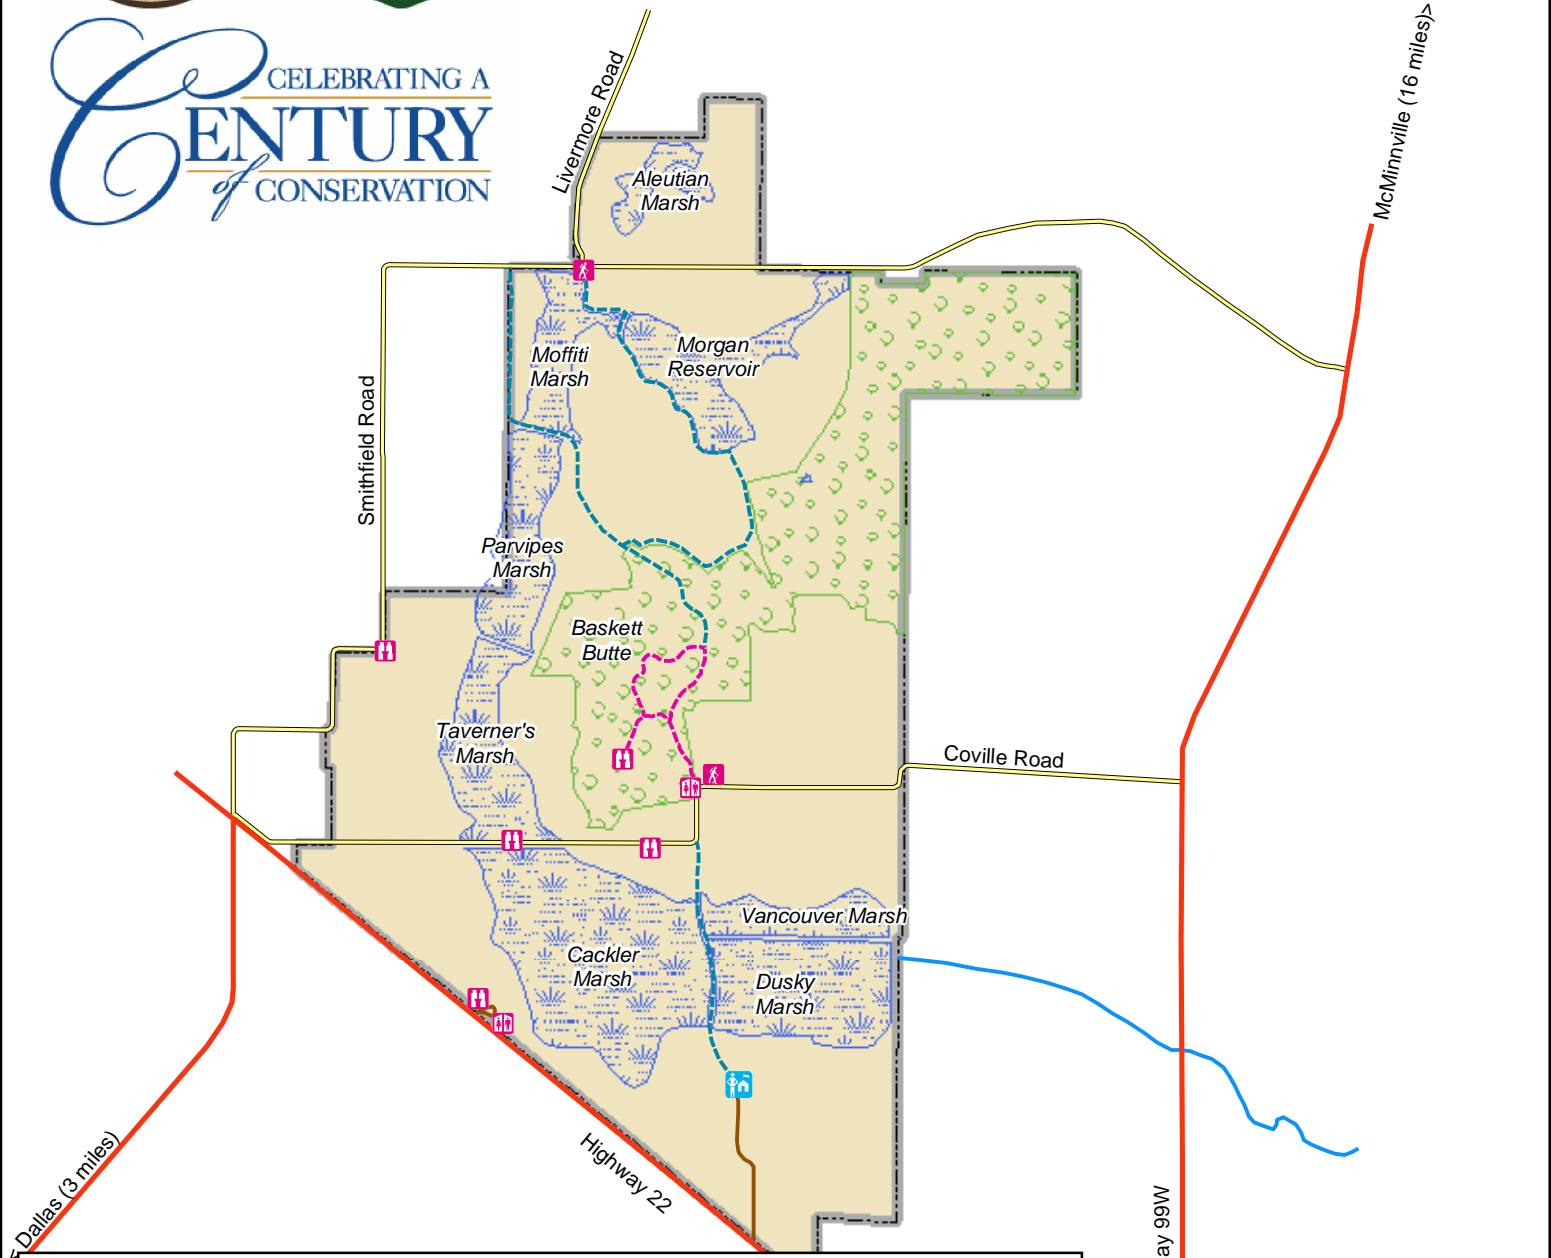 CELEBRATING A
CENTURY
of CONSERVATION
Livermore Road
McMinnville (16 miles)>
Aleutian
Marsh
Moffiti
Marsh
Morgan
Reservoir
Smithfield Road
Parvipes
Marsh
Baskett
Butte
Taverner's
Marsh
Coville Road
Vancouver Marsh
Cackler
Marsh
Dusky
Marsh
Highway 22
< Dallas (3 miles)
ay 99W